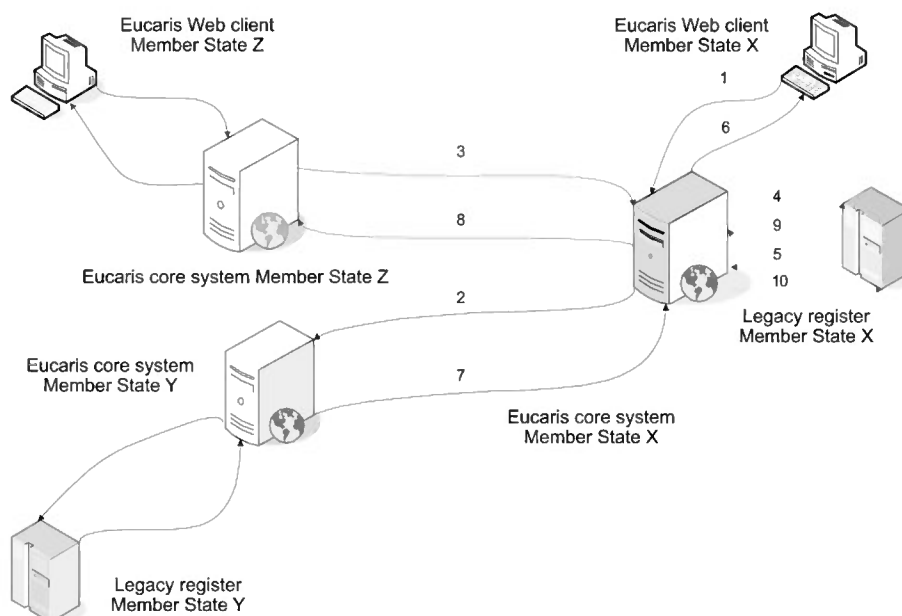 Eucaris Web client
Member State Z
Eucaris Web client
Member State X
1
6
3
4
8
9
5
10
Eucaris core system Member State Z
2
Legacy register
Member State X
Eucaris core system
Member State Y
7
Eucaris core system
Member State X
Legacy register
Member State Y